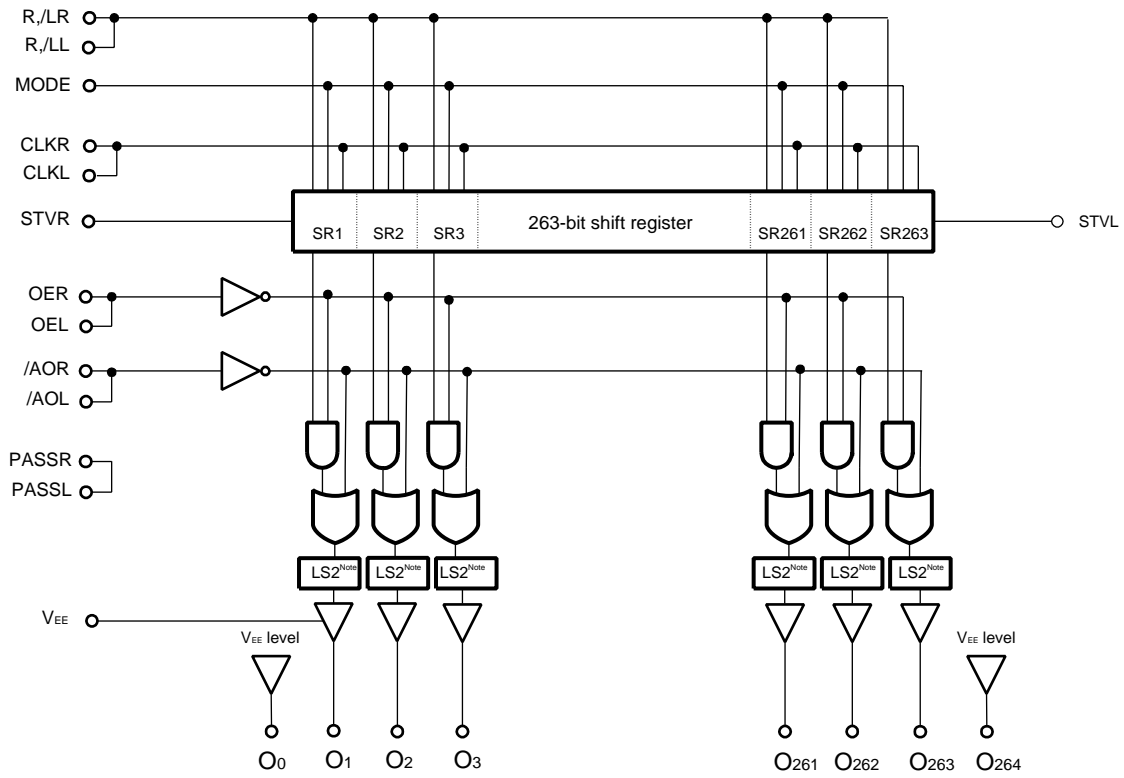 R,/LR
R,/LL
MODE
CLKR
CLKL
STVR
263-bit shift register
SR1 SR2 SR3 SR261 SR262 SR263
STVL
OER
OEL
/AOR
/AOL
PASSR
PASSL
LS2Note LS2Note LS2Note LS2Note LS2Note LS2Note
VEE
VEE level VEE level
O0 O1 O2 O3 O261 O262 O263 O264